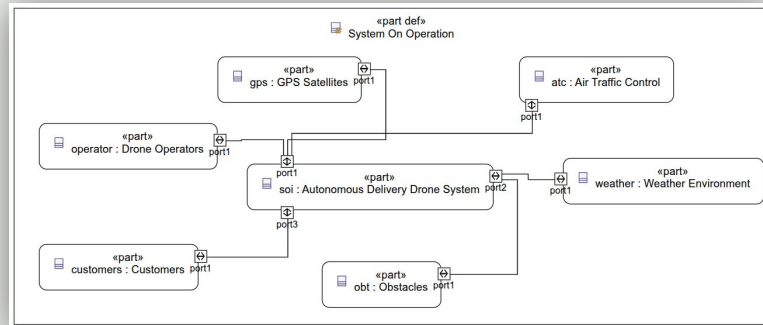 «part def»
System On Operation
«part»
gps : GPS Satellites
port1
«part»
atc : Air Traffic Control
port1
«part»
operator : Drone Operators
port1
port1
«part»
soi : Autonomous Delivery Drone System
port2
port3
«part»
weather : Weather Environment
port1
«part»
customers : Customers
port1
«part»
obt : Obstacles
port1